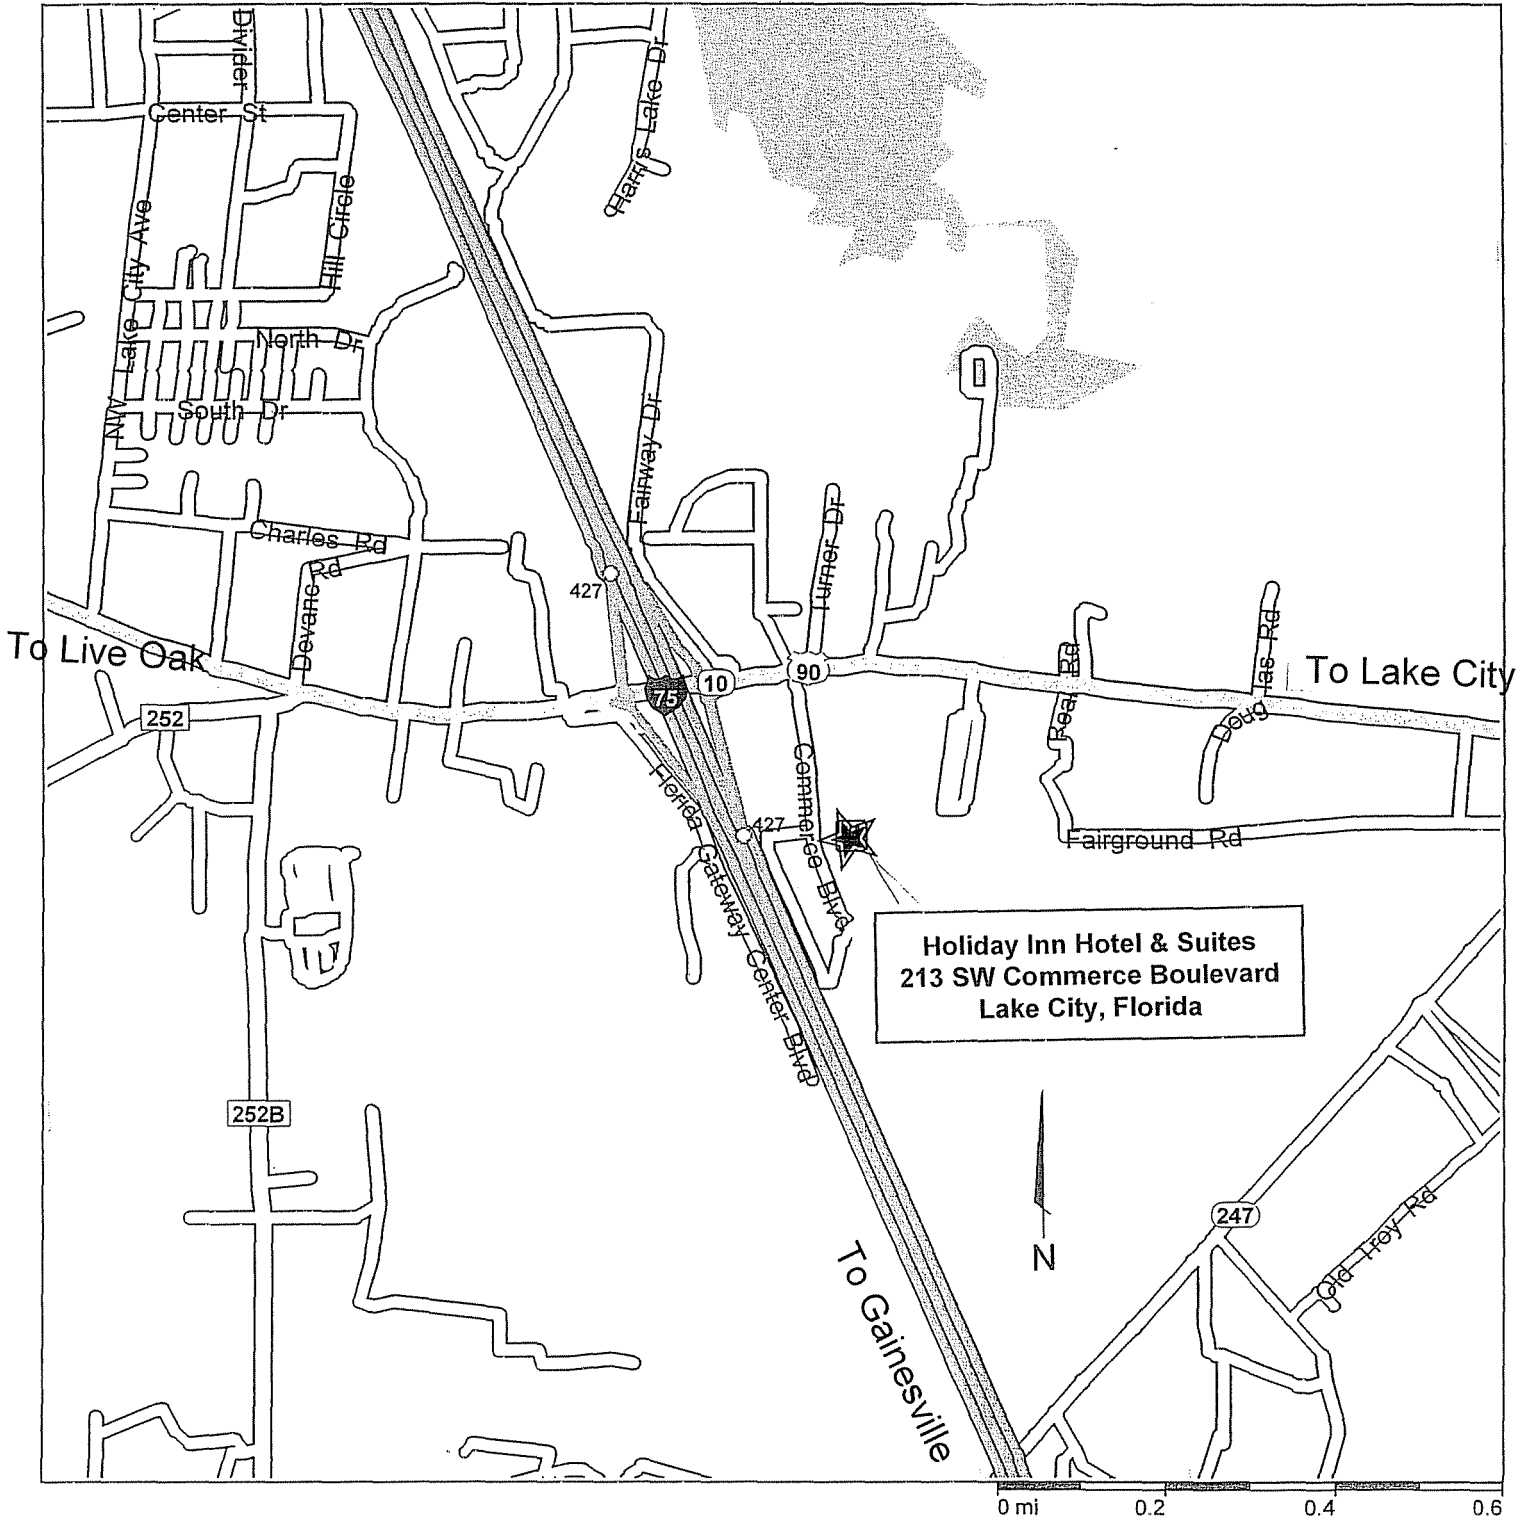 Divider
Center St
Harris Lake Dr
Hill Circle
NW Lake City Ave
North Dr
South Dr
Fairway Dr
Turner Dr
Charles Rd
Devane Rd
427
To Live Oak
252
75
10
90
Real Rd
Douglas Rd
To Lake City
Florida Gateway Center Blvd
427
Commerce Blvd
Fairground Rd
Holiday Inn Hotel & Suites
213 SW Commerce Boulevard
Lake City, Florida
252B
N
247
Old Troy Rd
To Gainesville
0 mi
0.2
0.4
0.6